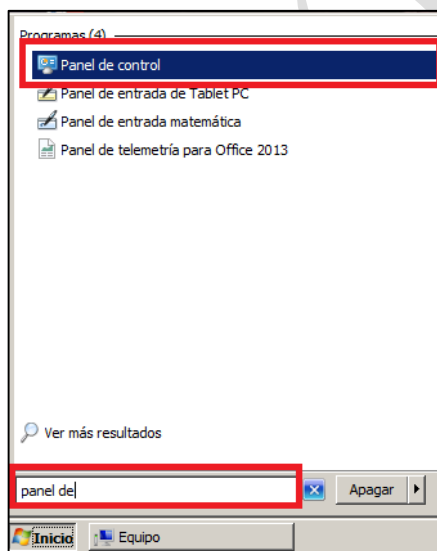 Programas (4)
Panel de control
Panel de entrada de Tablet PC
Panel de entrada matemática
Panel de telemetría para Office 2013
Ver más resultados
panel de
Apagar
Inicio
Equipo